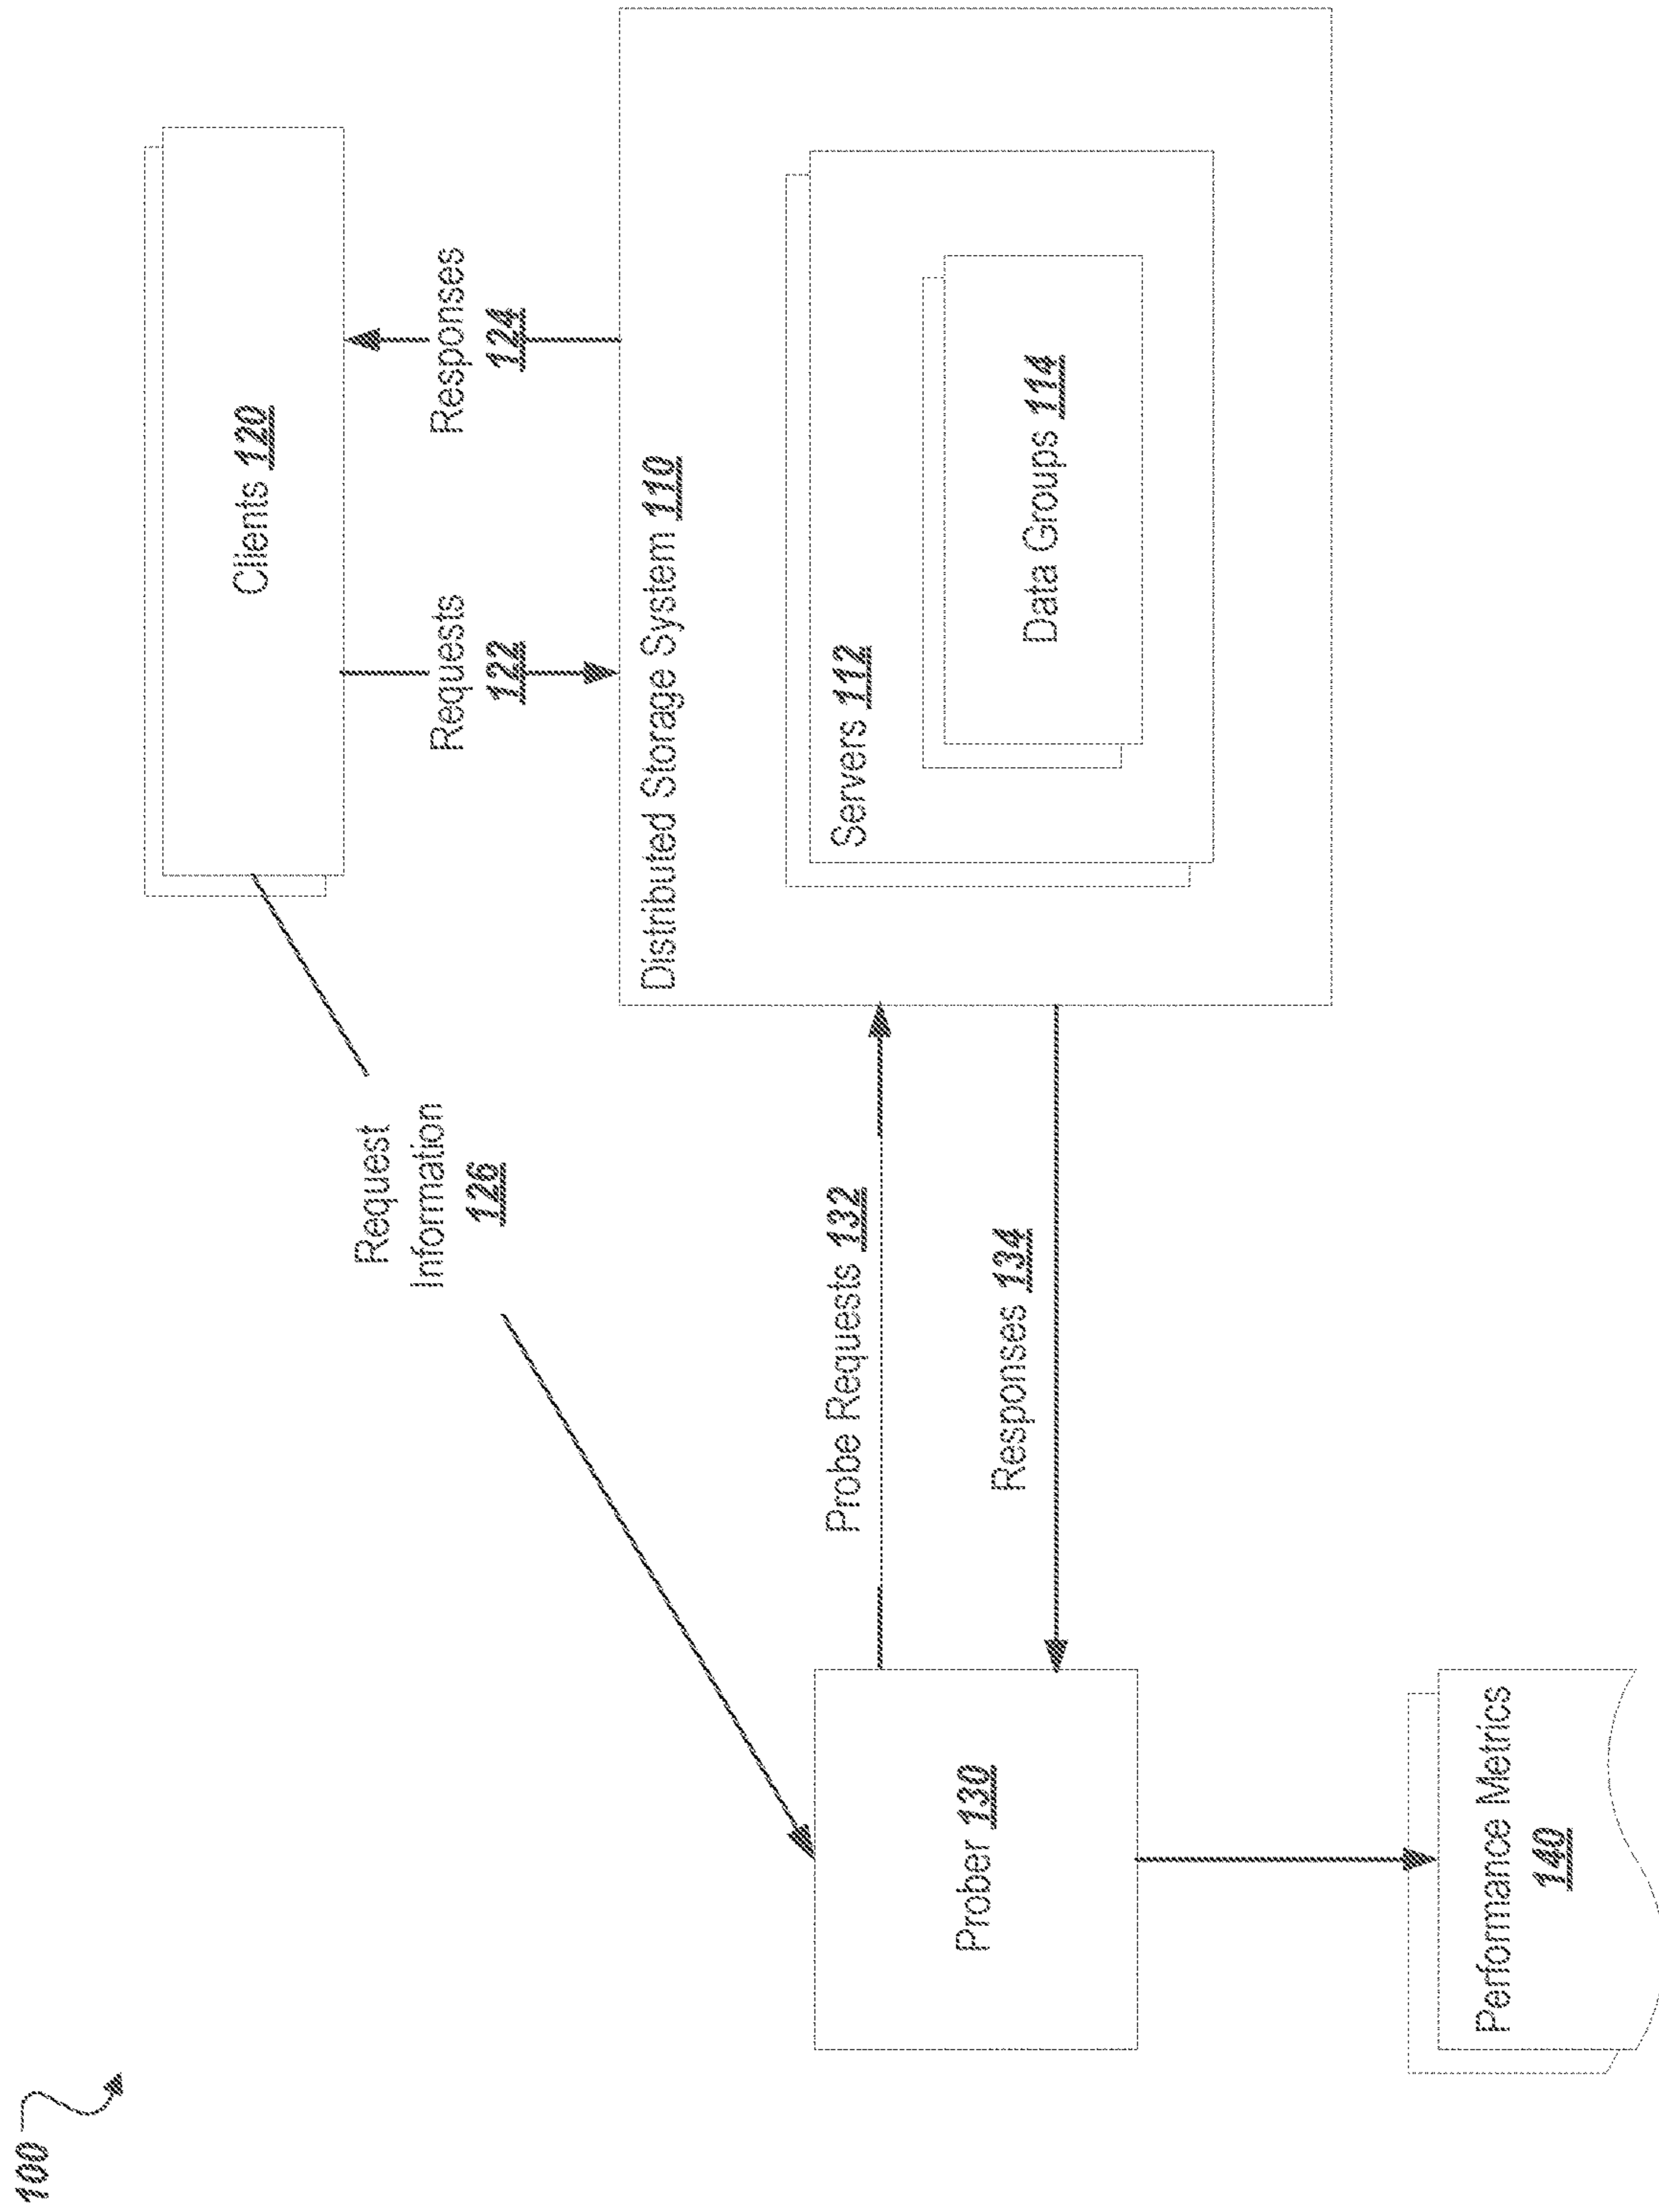 100
Clients 120
Request
Information
126
Requests
122
Responses
124
Distributed Storage System 110
Servers 112
Data Groups 114
Probe Requests 132
Responses 134
Prober 130
Performance Metrics
140